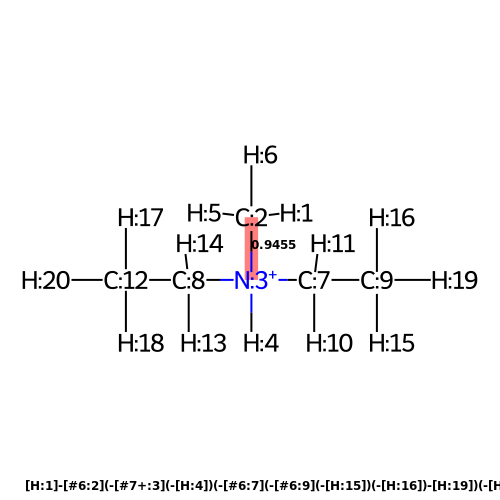 H:6
H:17 H:5 C:2 H:1 H:16
H:14 0.9455 H:11
H:20 C:12 C:8 N:3+ C:7 C:9 H:19
H:18 H:13 H:4 H:10 H:15
[H:1]-[#6:2](-[#7+:3](-[H:4])(-[#6:7](-[#6:9](-[H:15])(-[H:16])-[H:19])(-[H